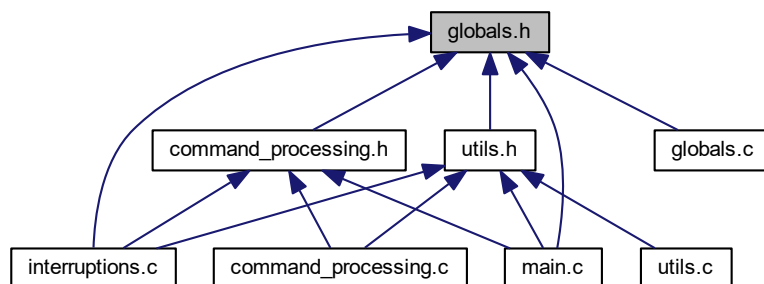 globals.h
command_processing.h
utils.h
globals.c
interruptions.c
command_processing.c
main.c
utils.c